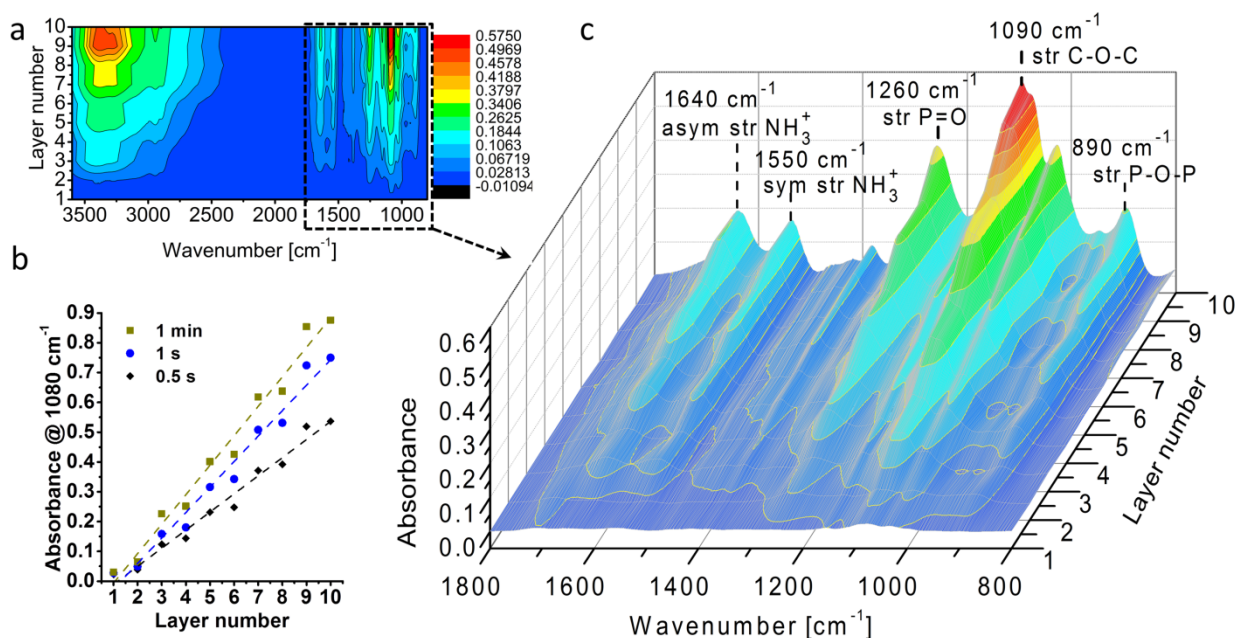 a
Layer number
10
9
8
7
6
5
4
3
2
1
3500 3000 2500 2000 1500 1000
Wavenumber [cm⁻¹]
0.5750
0.4969
0.4578
0.4188
0.3797
0.3406
0.2625
0.1844
0.1063
0.06719
0.02813
-0.01094
b
Absorbance @ 1080 cm⁻¹
0.9
0.8
0.7
0.6
0.5
0.4
0.3
0.2
0.1
0.0
1 min
1 s
0.5 s
1 2 3 4 5 6 7 8 9 10
Layer number
c
1640 cm⁻¹
asym str NH₃⁺
1550 cm⁻¹
sym str NH₃⁺
1260 cm⁻¹
str P=O
1090 cm⁻¹
str C-O-C
890 cm⁻¹
str P-O-P
Absorbance
0.6
0.5
0.4
0.3
0.2
0.1
0.0
1800 1600 1400 1200 1000 800
Wavenumber [cm⁻¹]
10
9
8
7
6
5
4
3
2
1
Layer number